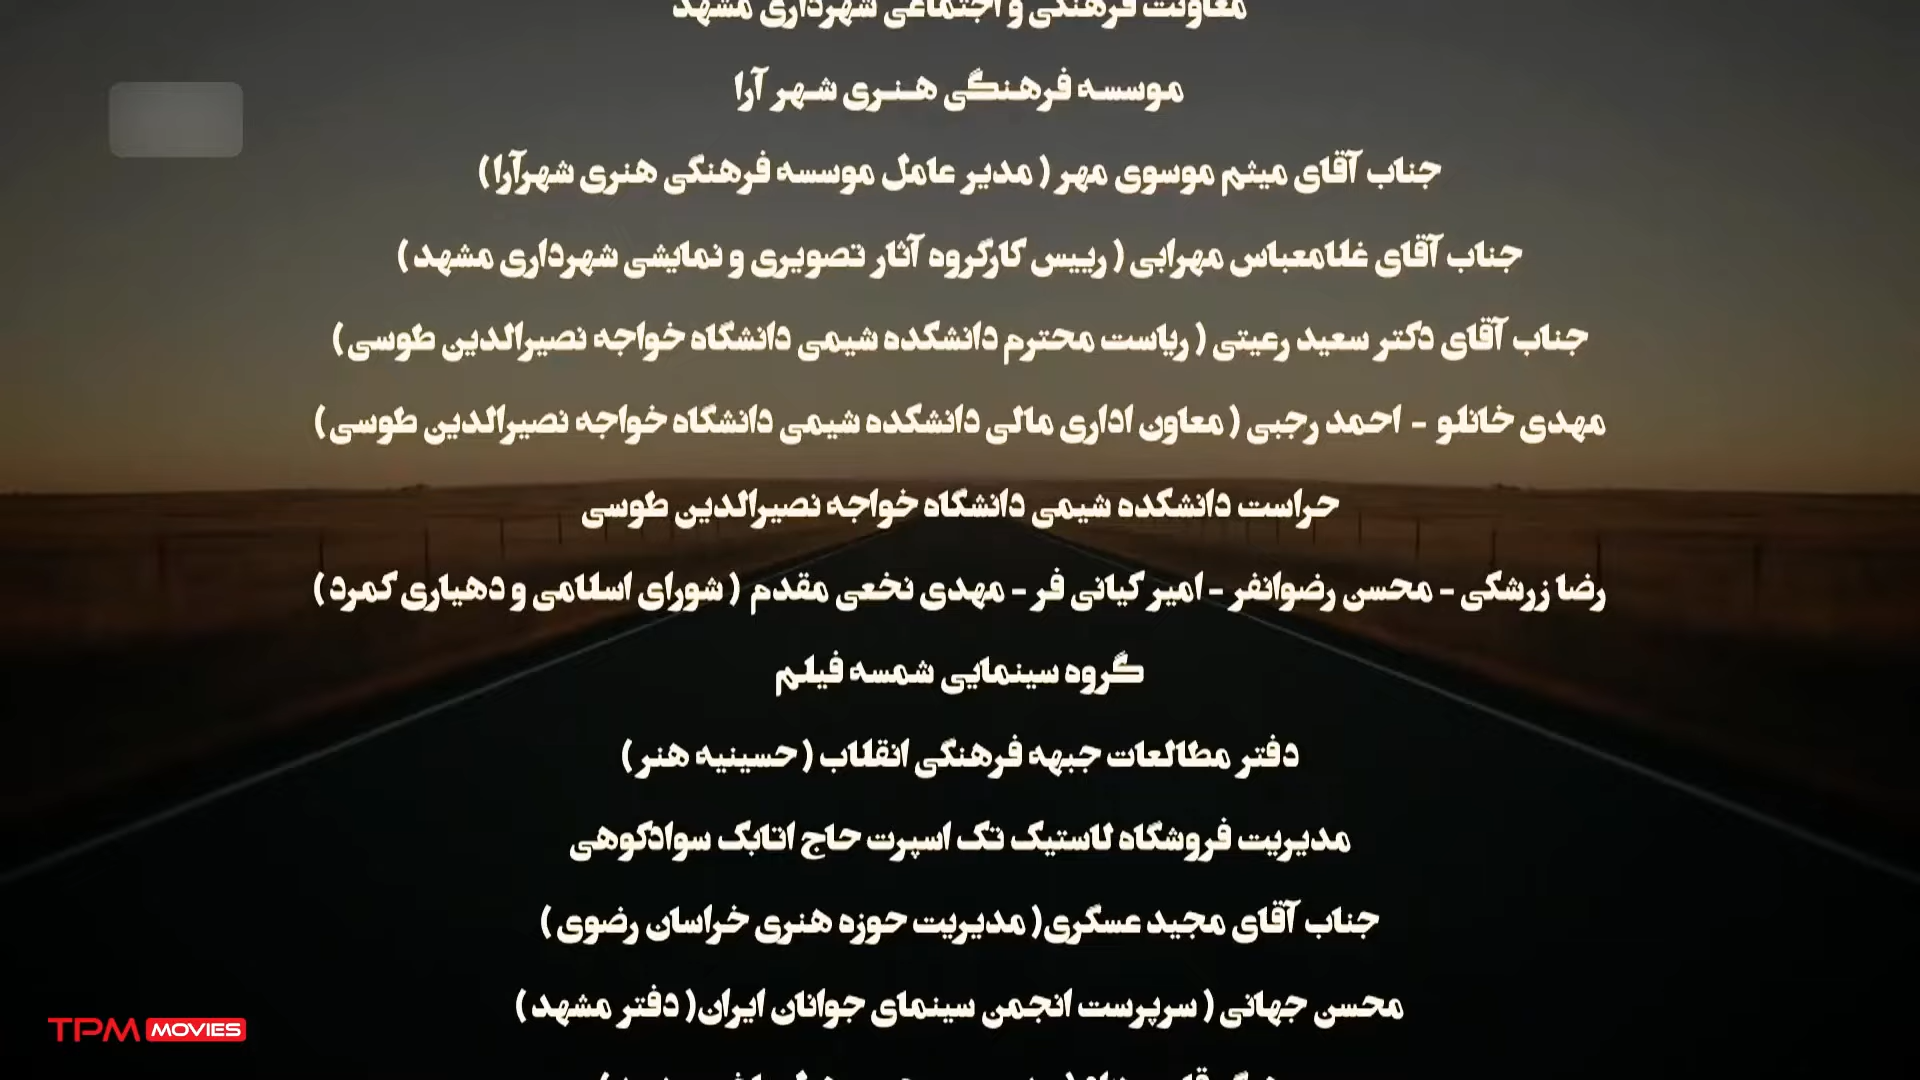 معاونت فرهنگی و اجتماعی شهرداری مشهد
موسسه فرهنگی هنری شهر آرا
جناب آقای میثم موسوی مهر ( مدیر عامل موسسه فرهنگی هنری شهرآرا)
جناب آقای غلامعباس مهرابی ( رییس کارگروه آثار تصویری و نمایشی شهرداری مشهد )
جناب آقای دکتر سعید رعیتی ( ریاست محترم دانشکده شیمی دانشگاه خواجه نصیرالدین طوسی)
مهدی خانلو - احمد رجبی ( معاون اداری مالی دانشکده شیمی دانشگاه خواجه نصیرالدین طوسی)
حراست دانشکده شیمی دانشگاه خواجه نصیرالدین طوسی
رضا زرشکی - محسن رضوانفر - امیر کیانی فر - مهدی نخعی مقدم ( شورای اسلامی و دهیاری کمرد )
گروه سینمایی شمسه فیلم
دفتر مطالعات جبهه فرهنگی انقلاب ( حسینیه هنر )
مدیریت فروشگاه لاستیک تک اسپرت حاج اتابک سوادکوهی
جناب آقای مجید عسگری( مدیریت حوزه هنری خراسان رضوی )
محسن جهانی ( سرپرست انجمن سینمای جوانان ایران( دفتر مشهد )
TPM MOVIES